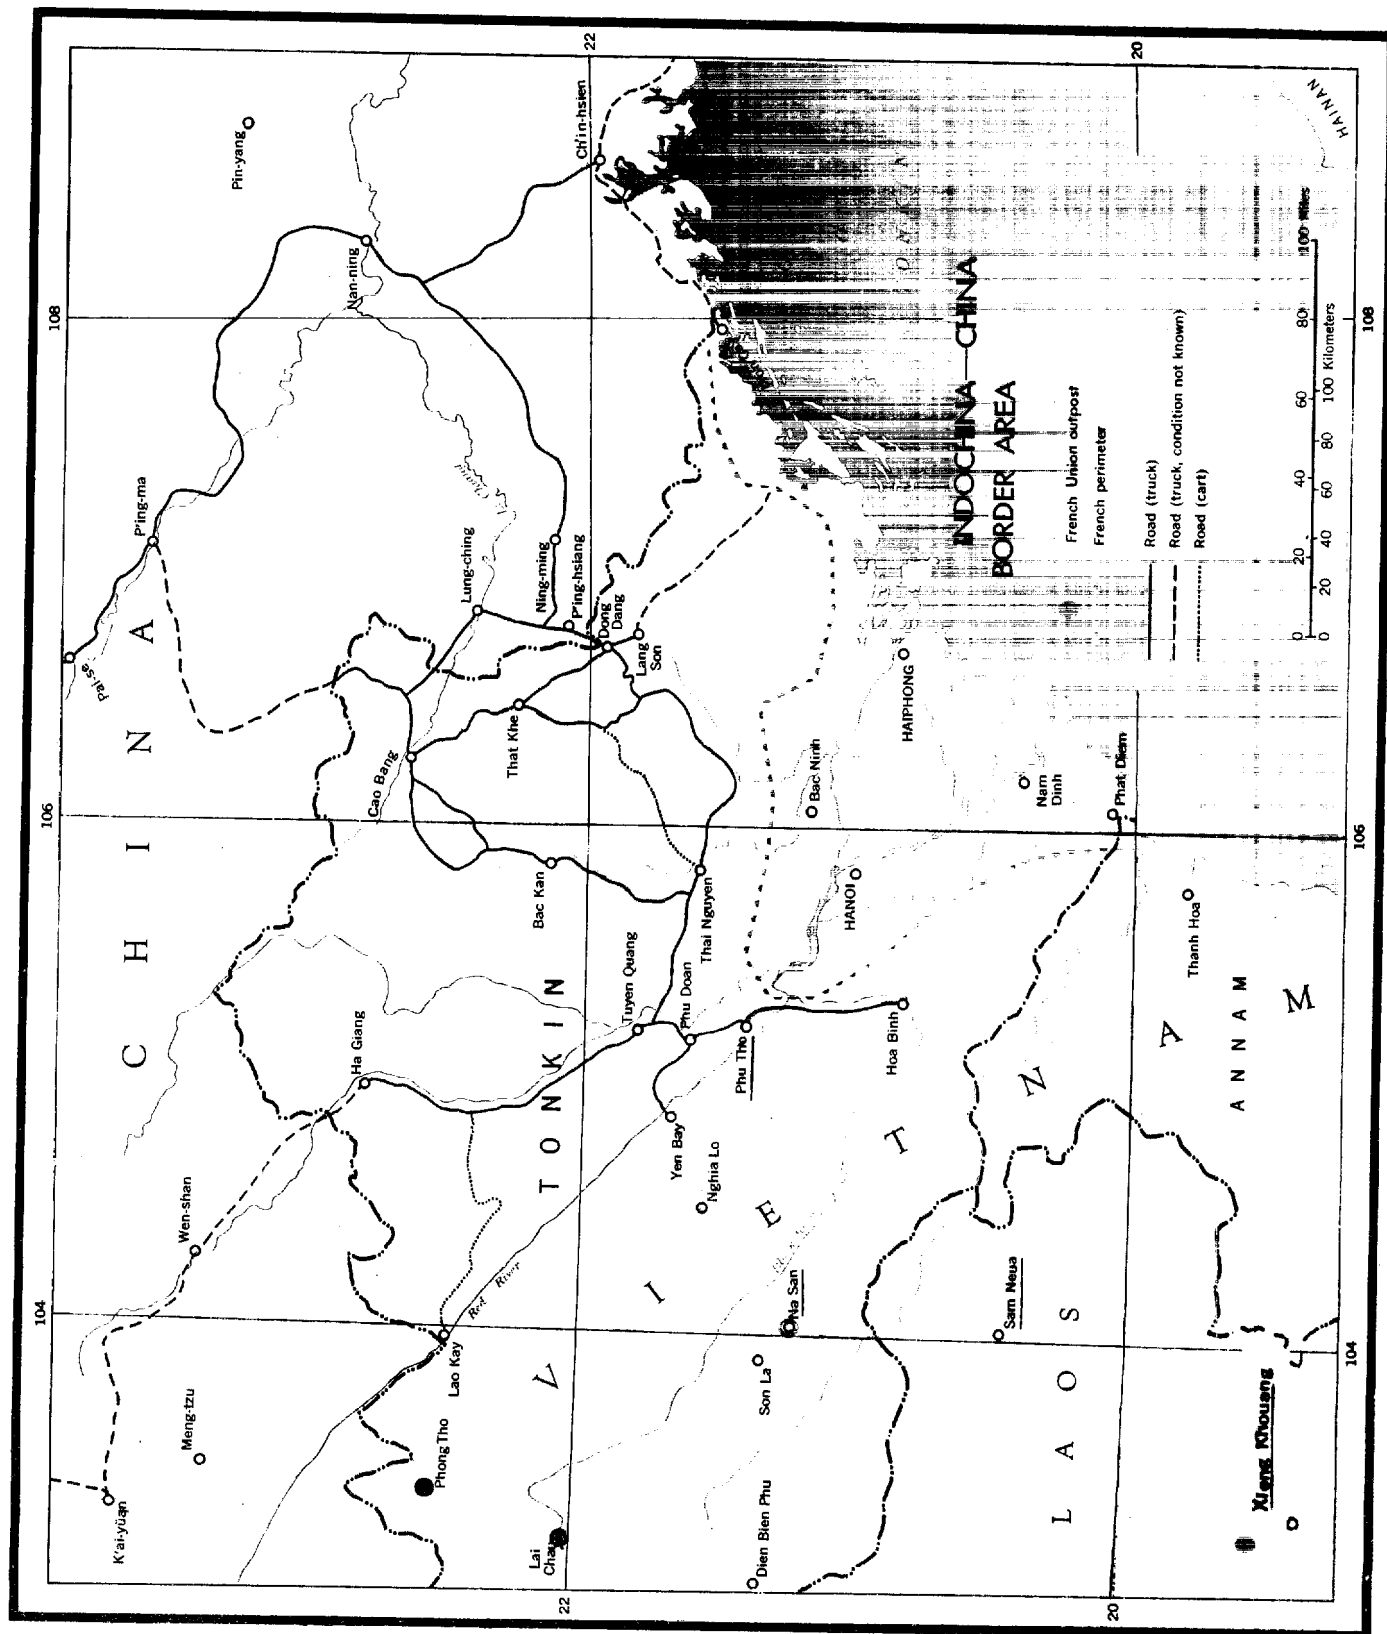 INDOCHINA—CHINA
BORDER AREA
French Union outpost
French perimeter
Road (truck)
Road (truck, condition not known)
Road (cart)
0 20 40 60 80 100 Miles
0 20 40 60 80 100 Kilometers
104
106
108
22
20
22
20
104
106
108
CHINA
VIETNAM
TONKIN
LAOS
ANNAM
HAINAN
K'ai-yüan
Meng-tzu
Wen-shan
Pai-se
P'ing-ma
Nan-ning
Pin-yang
Ch'in-hsien
Lung-ching
Ning-ming
P'ing-hsiang
Dong
Dang
Lang
Son
That Khe
Cao Bang
Bac Kan
Thai Nguyen
Ha Giang
Tuyen Quang
Phu Doan
Phu Tho
Yen Bay
Nghia Lo
Lao Kay
Red River
Phong Tho
Lai
Chau
Dien Bien Phu
Son La
Na San
Hoa Binh
HANOI
Bac Ninh
HAIPHONG
Nam
Dinh
Phat Diem
Thanh Hoa
Sam Neua
Xieng Khouang